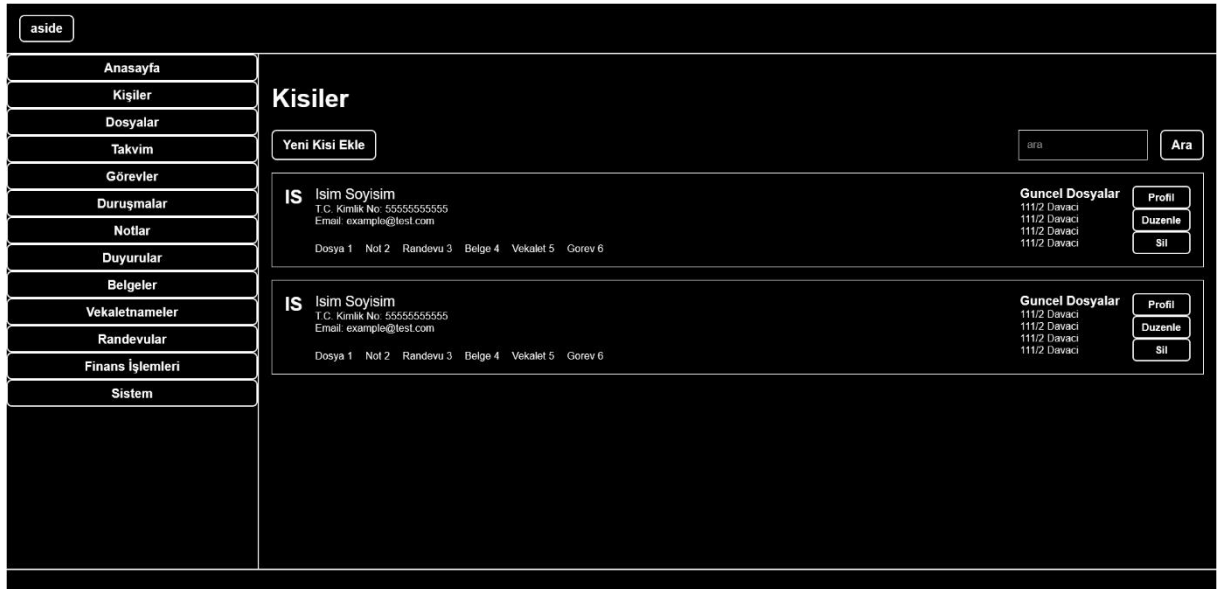 aside
Anasayfa
Kişiler
Dosyalar
Takvim
Görevler
Duruşmalar
Notlar
Duyurular
Belgeler
Vekaletnameler
Randevular
Finans İşlemleri
Sistem
Kisiler
Yeni Kisi Ekle
ara
Ara
IS
Isim Soyisim
T.C. Kimlik No: 55555555555
Email: example@test.com
Dosya 1 Not 2 Randevu 3 Belge 4 Vekalet 5 Gorev 6
Guncel Dosyalar
111/2 Davaci
111/2 Davaci
111/2 Davaci
111/2 Davaci
Profil
Duzenle
Sil
IS
Isim Soyisim
T.C. Kimlik No: 55555555555
Email: example@test.com
Dosya 1 Not 2 Randevu 3 Belge 4 Vekalet 5 Gorev 6
Guncel Dosyalar
111/2 Davaci
111/2 Davaci
111/2 Davaci
111/2 Davaci
Profil
Duzenle
Sil